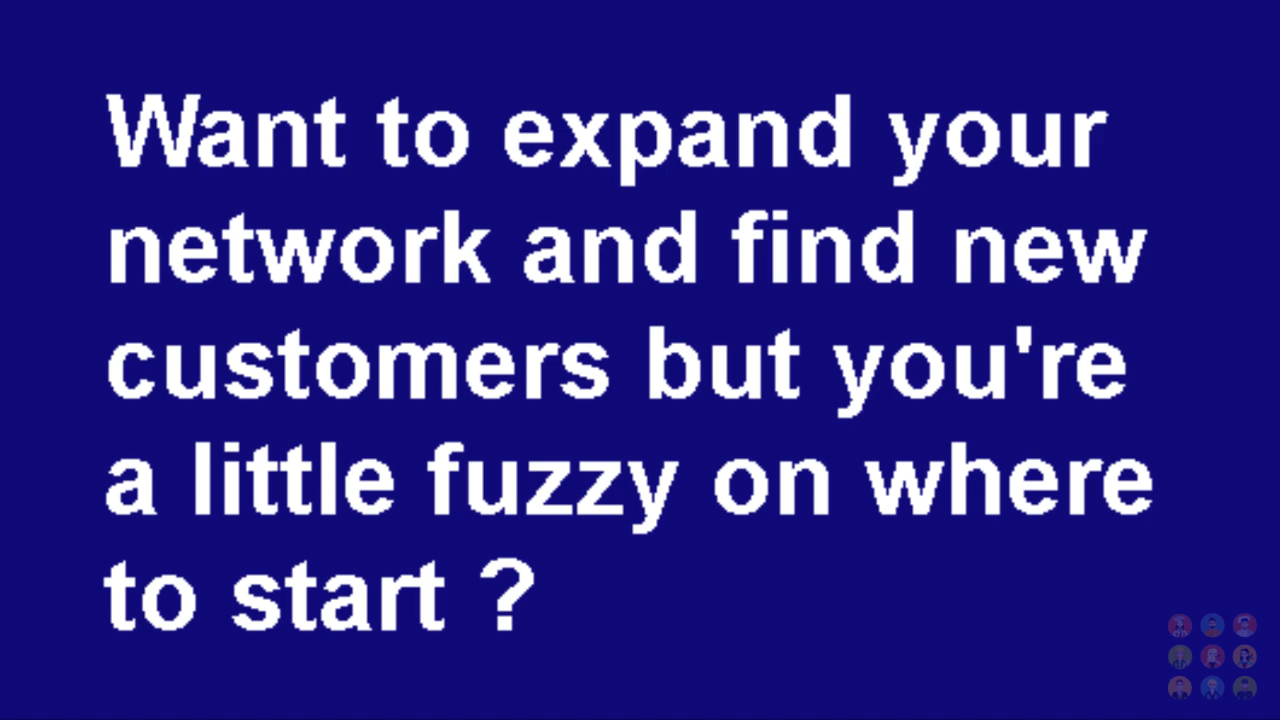 Want to expand your
network and find new
customers but you're
a little fuzzy on where
to start ?